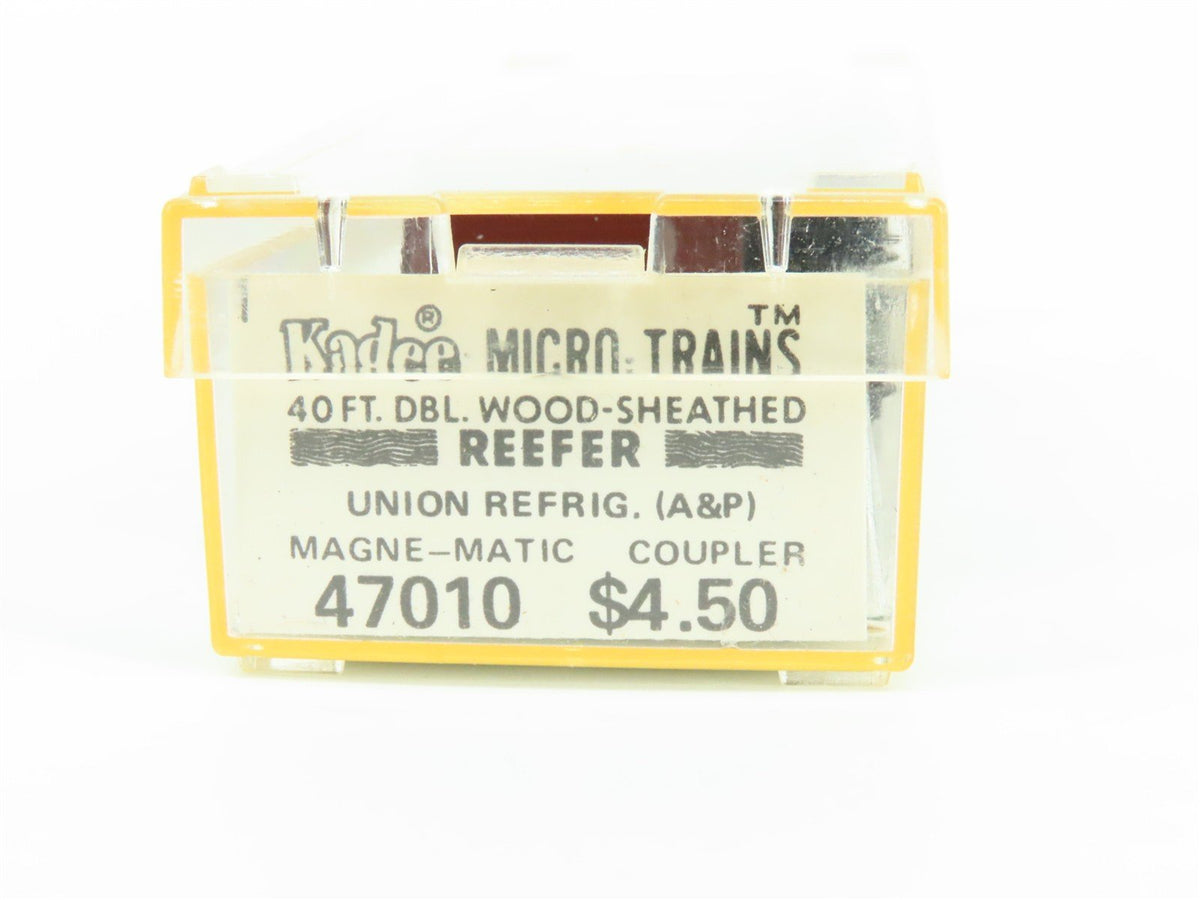 Kadee® MICRO-TRAINS™
40 FT. DBL. WOOD-SHEATHED
REEFER
UNION REFRIG. (A&P)
MAGNE-MATIC COUPLER
47010 $4.50